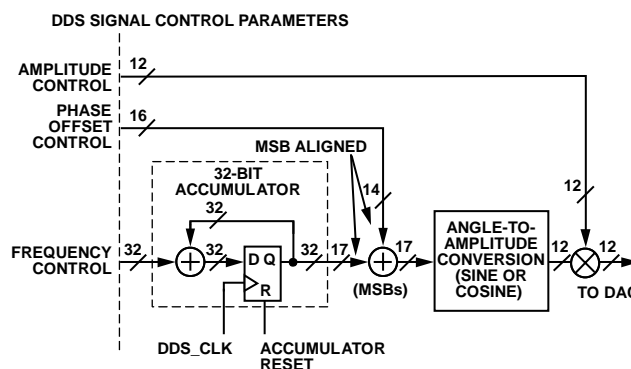 DDS SIGNAL CONTROL PARAMETERS
AMPLITUDE
CONTROL
12
PHASE
OFFSET
CONTROL
16
MSB ALIGNED
32-BIT
ACCUMULATOR
14
12
32
FREQUENCY
CONTROL
32
32
D Q
R
32
17
17
(MSBs)
ANGLE-TO-
AMPLITUDE
CONVERSION
(SINE OR
COSINE)
12
12
TO DAC
DDS_CLK
ACCUMULATOR
RESET